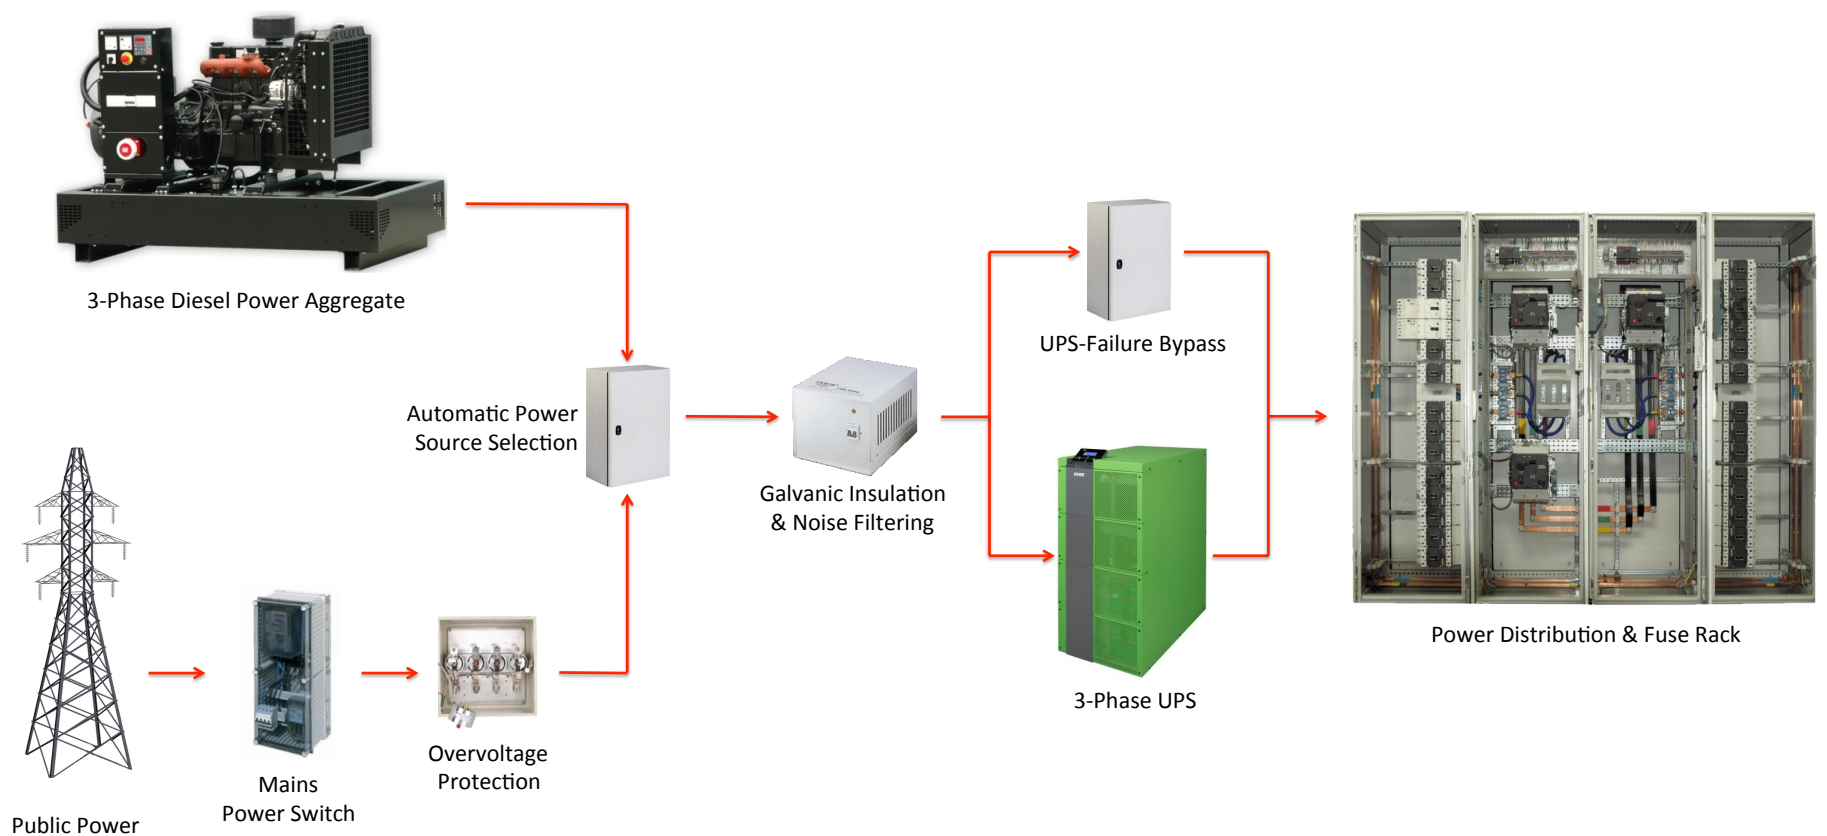 3-Phase Diesel Power Aggregate
UPS-Failure Bypass
Automatic Power
Source Selection
Galvanic Insulation
& Noise Filtering
Power Distribution & Fuse Rack
3-Phase UPS
Overvoltage
Protection
Mains
Power Switch
Public Power